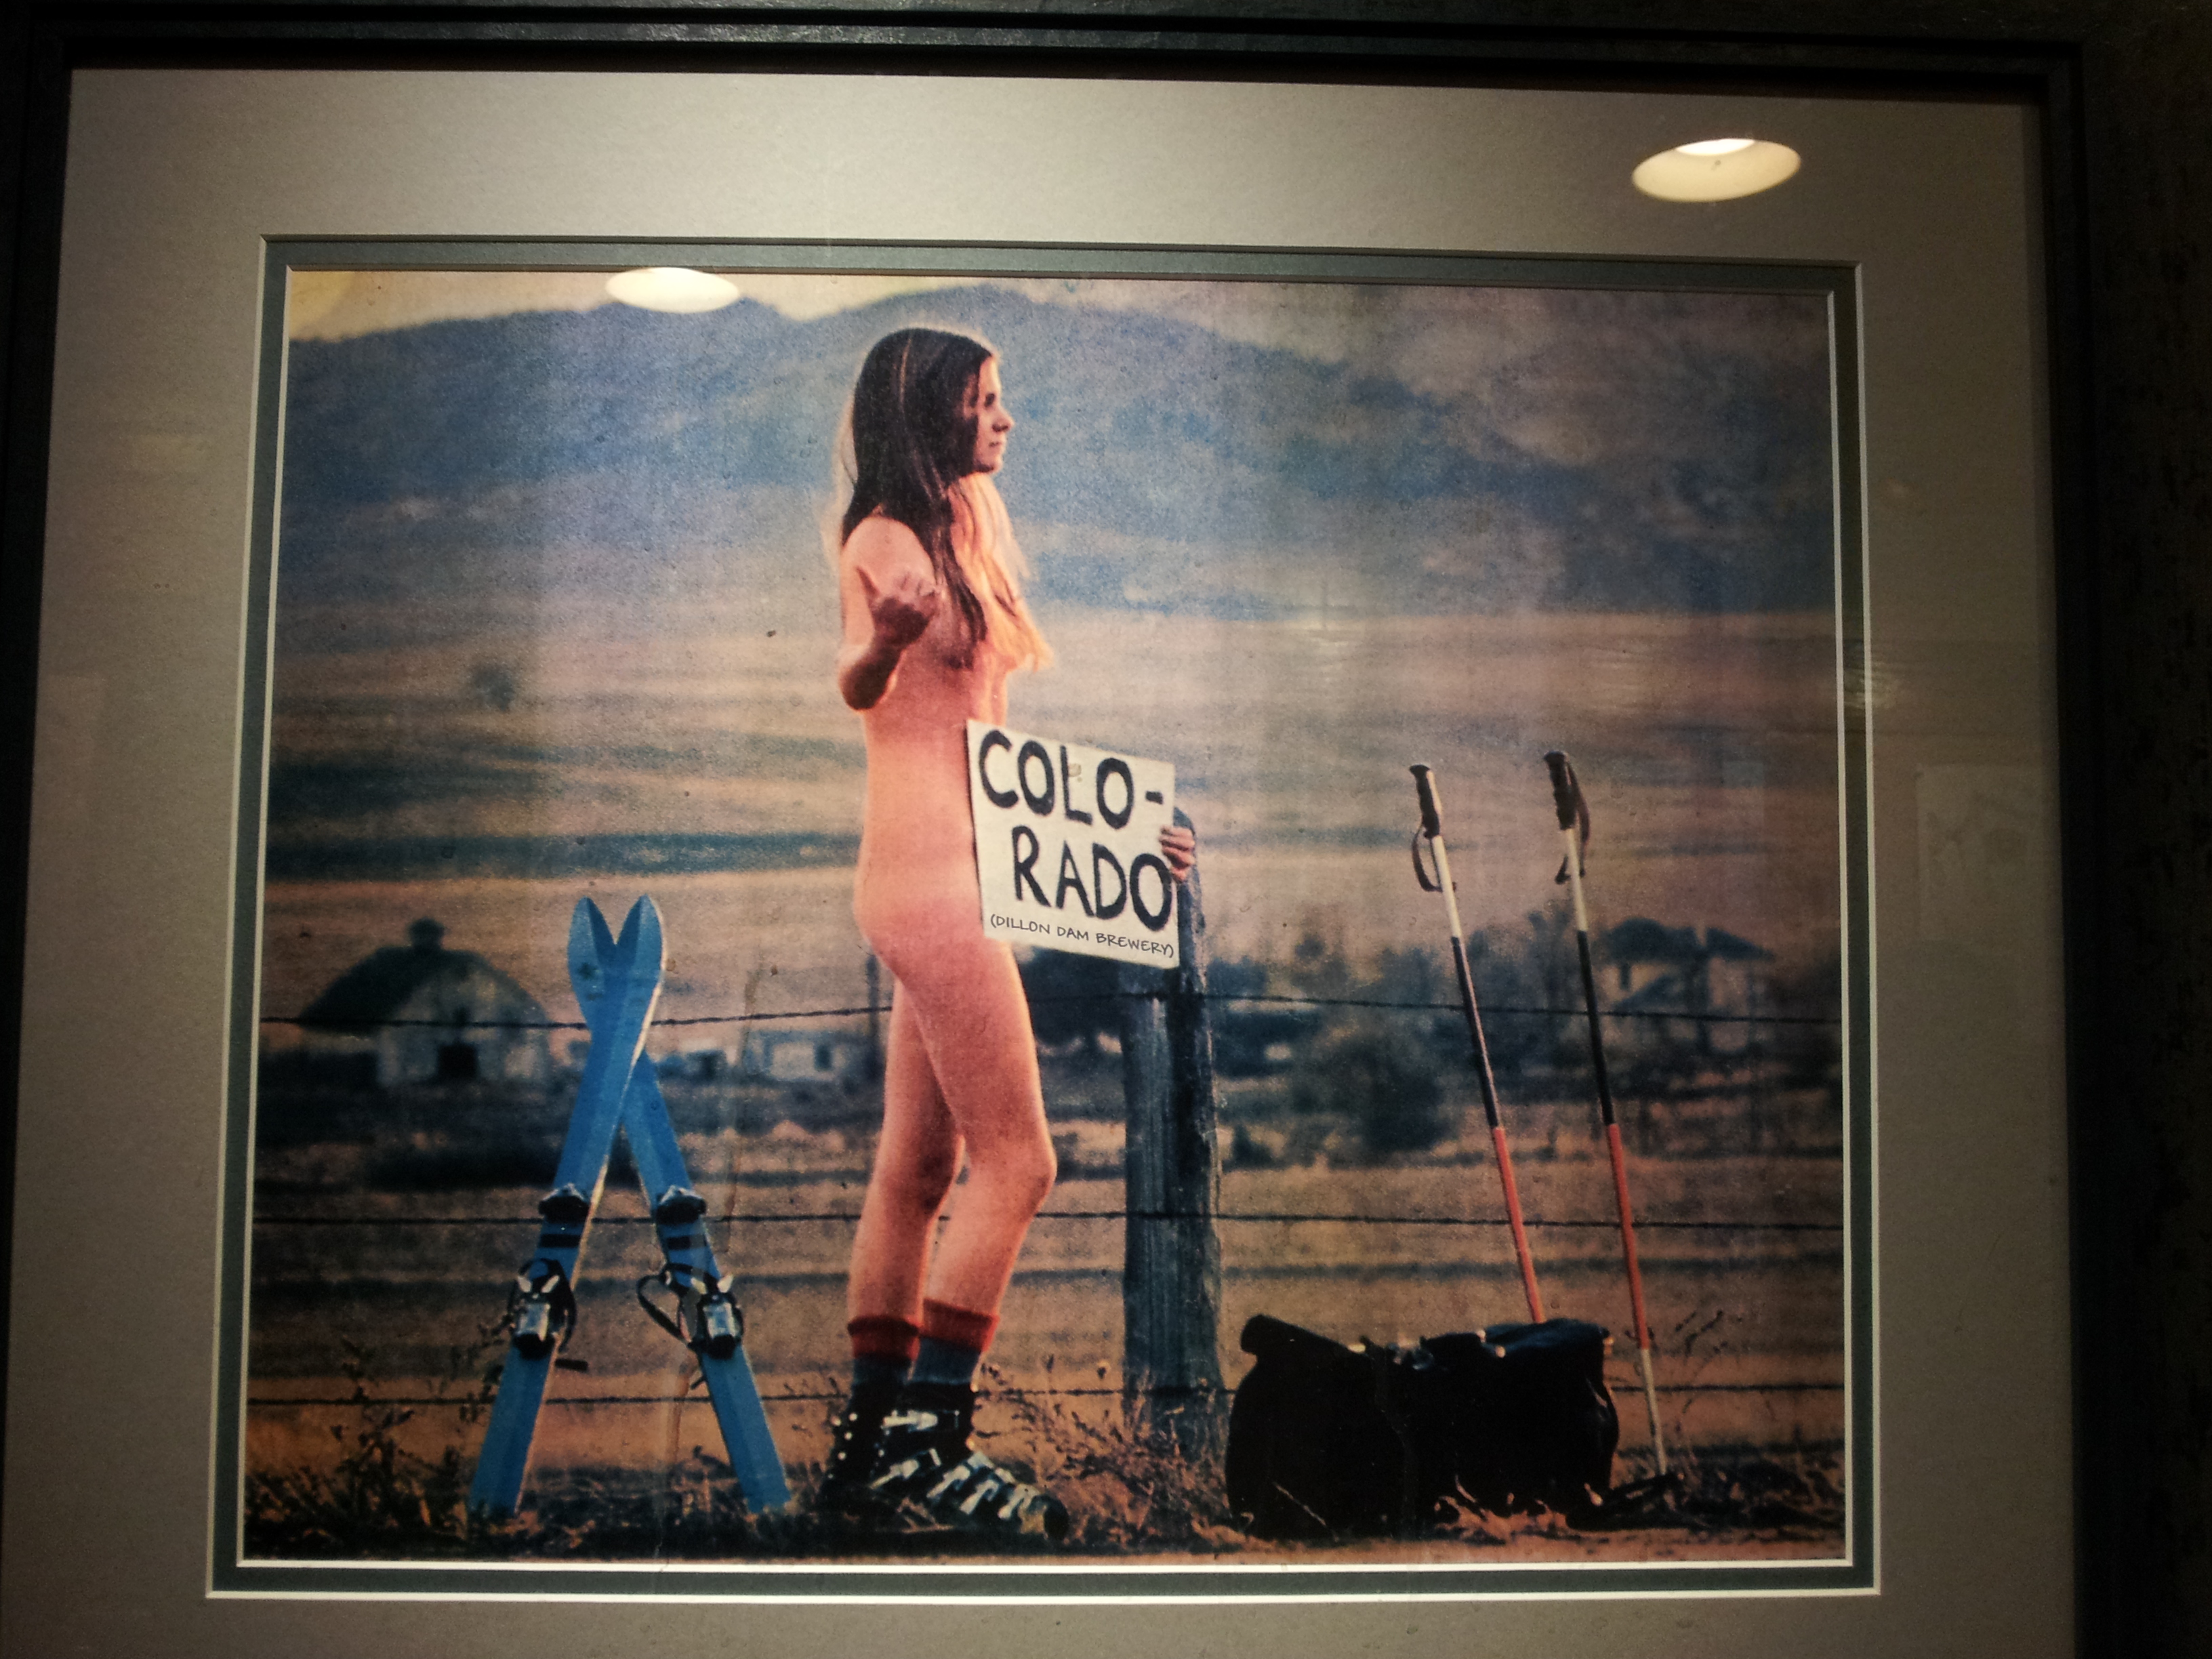 COLO-
RADO
(DILLON DAM BREWERY)